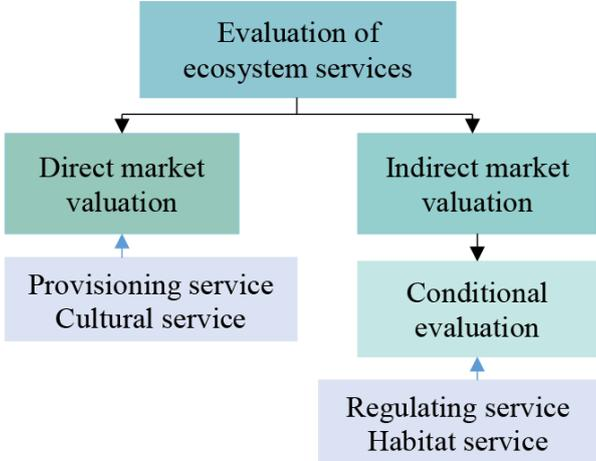 Evaluation of
ecosystem services
Direct market
valuation
Indirect market
valuation
Provisioning service
Cultural service
Conditional
evaluation
Regulating service
Habitat service